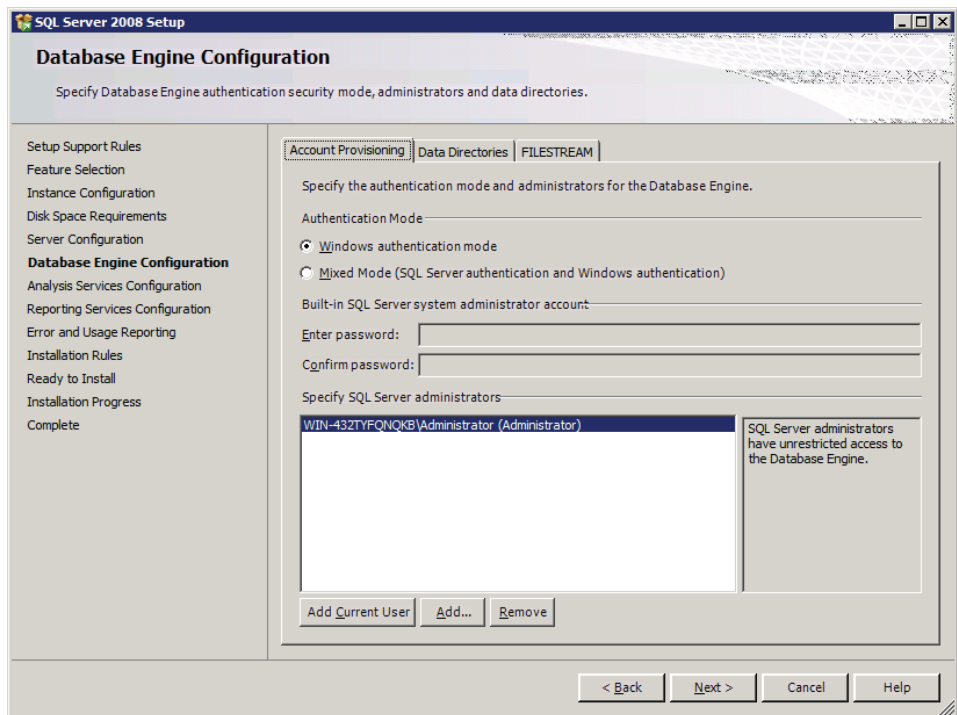 SQL Server 2008 Setup
Database Engine Configuration
Specify Database Engine authentication security mode, administrators and data directories.
Setup Support Rules
Feature Selection
Instance Configuration
Disk Space Requirements
Server Configuration
Database Engine Configuration
Analysis Services Configuration
Reporting Services Configuration
Error and Usage Reporting
Installation Rules
Ready to Install
Installation Progress
Complete
Account Provisioning Data Directories FILESTREAM
Specify the authentication mode and administrators for the Database Engine.
Authentication Mode
Windows authentication mode
Mixed Mode (SQL Server authentication and Windows authentication)
Built-in SQL Server system administrator account
Enter password:
Confirm password:
Specify SQL Server administrators
WIN-432TYFQNQKB\Administrator (Administrator)
SQL Server administrators
have unrestricted access to
the Database Engine.
Add Current User Add... Remove
< Back Next > Cancel Help